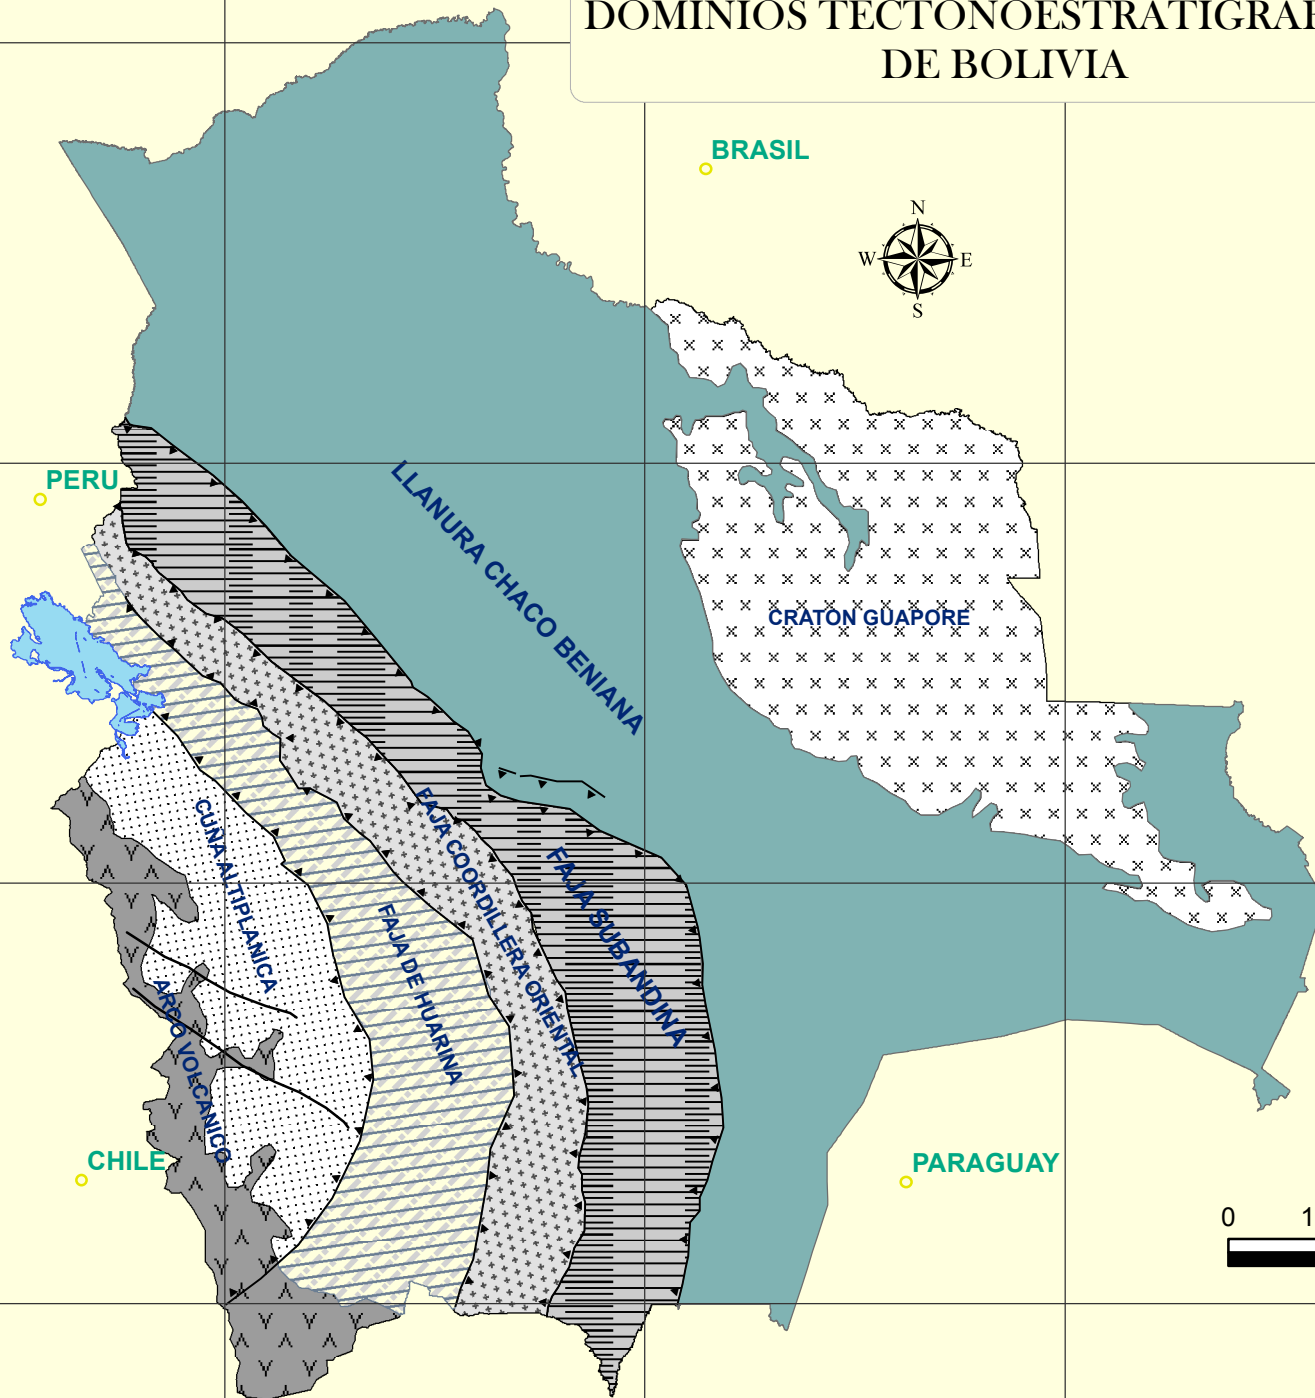 DOMINIOS TECTONOESTRATIGRAF
DE BOLIVIA
BRASIL
N
W
E
S
PERU
LLANURA CHACO BENIANA
CRATON GUAPORE
CUÑA ALTIPLANICA
FAJA COORDILLERA ORIENTAL
FAJA SUBANDINA
FAJA DE HUARINA
ARCO VOLCANICO
CHILE
PARAGUAY
0 1